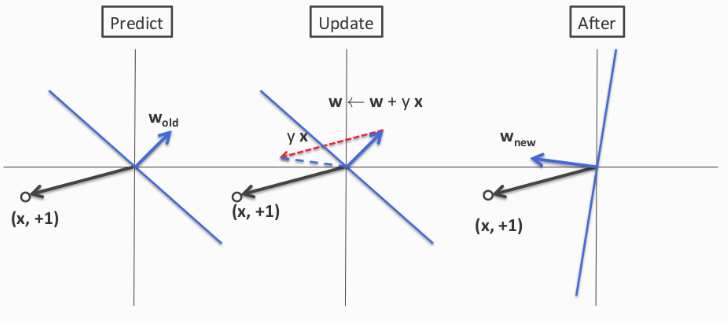 Predict
Update
After
w_old
w ← w + y x
y x
w_new
(x, +1)
(x, +1)
(x, +1)